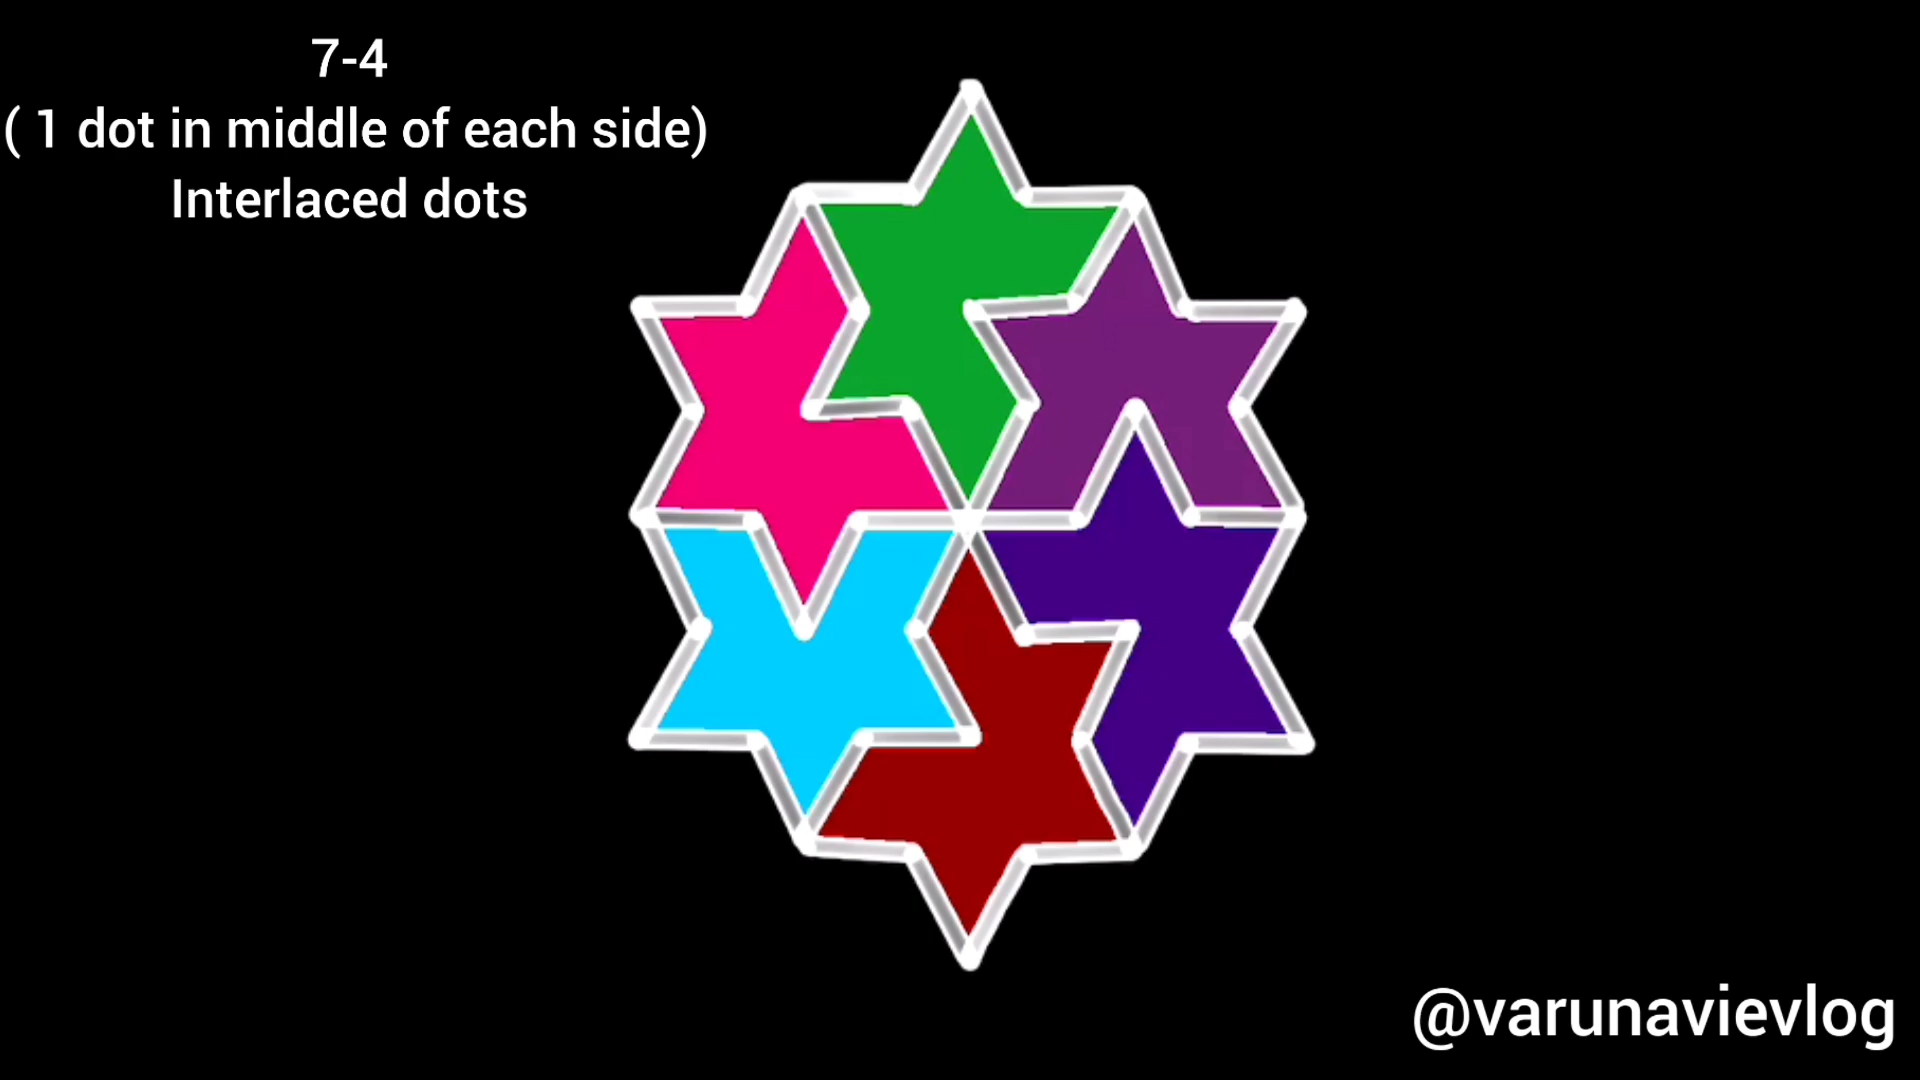 7-4
( 1 dot in middle of each side)
Interlaced dots
@varunavievlog